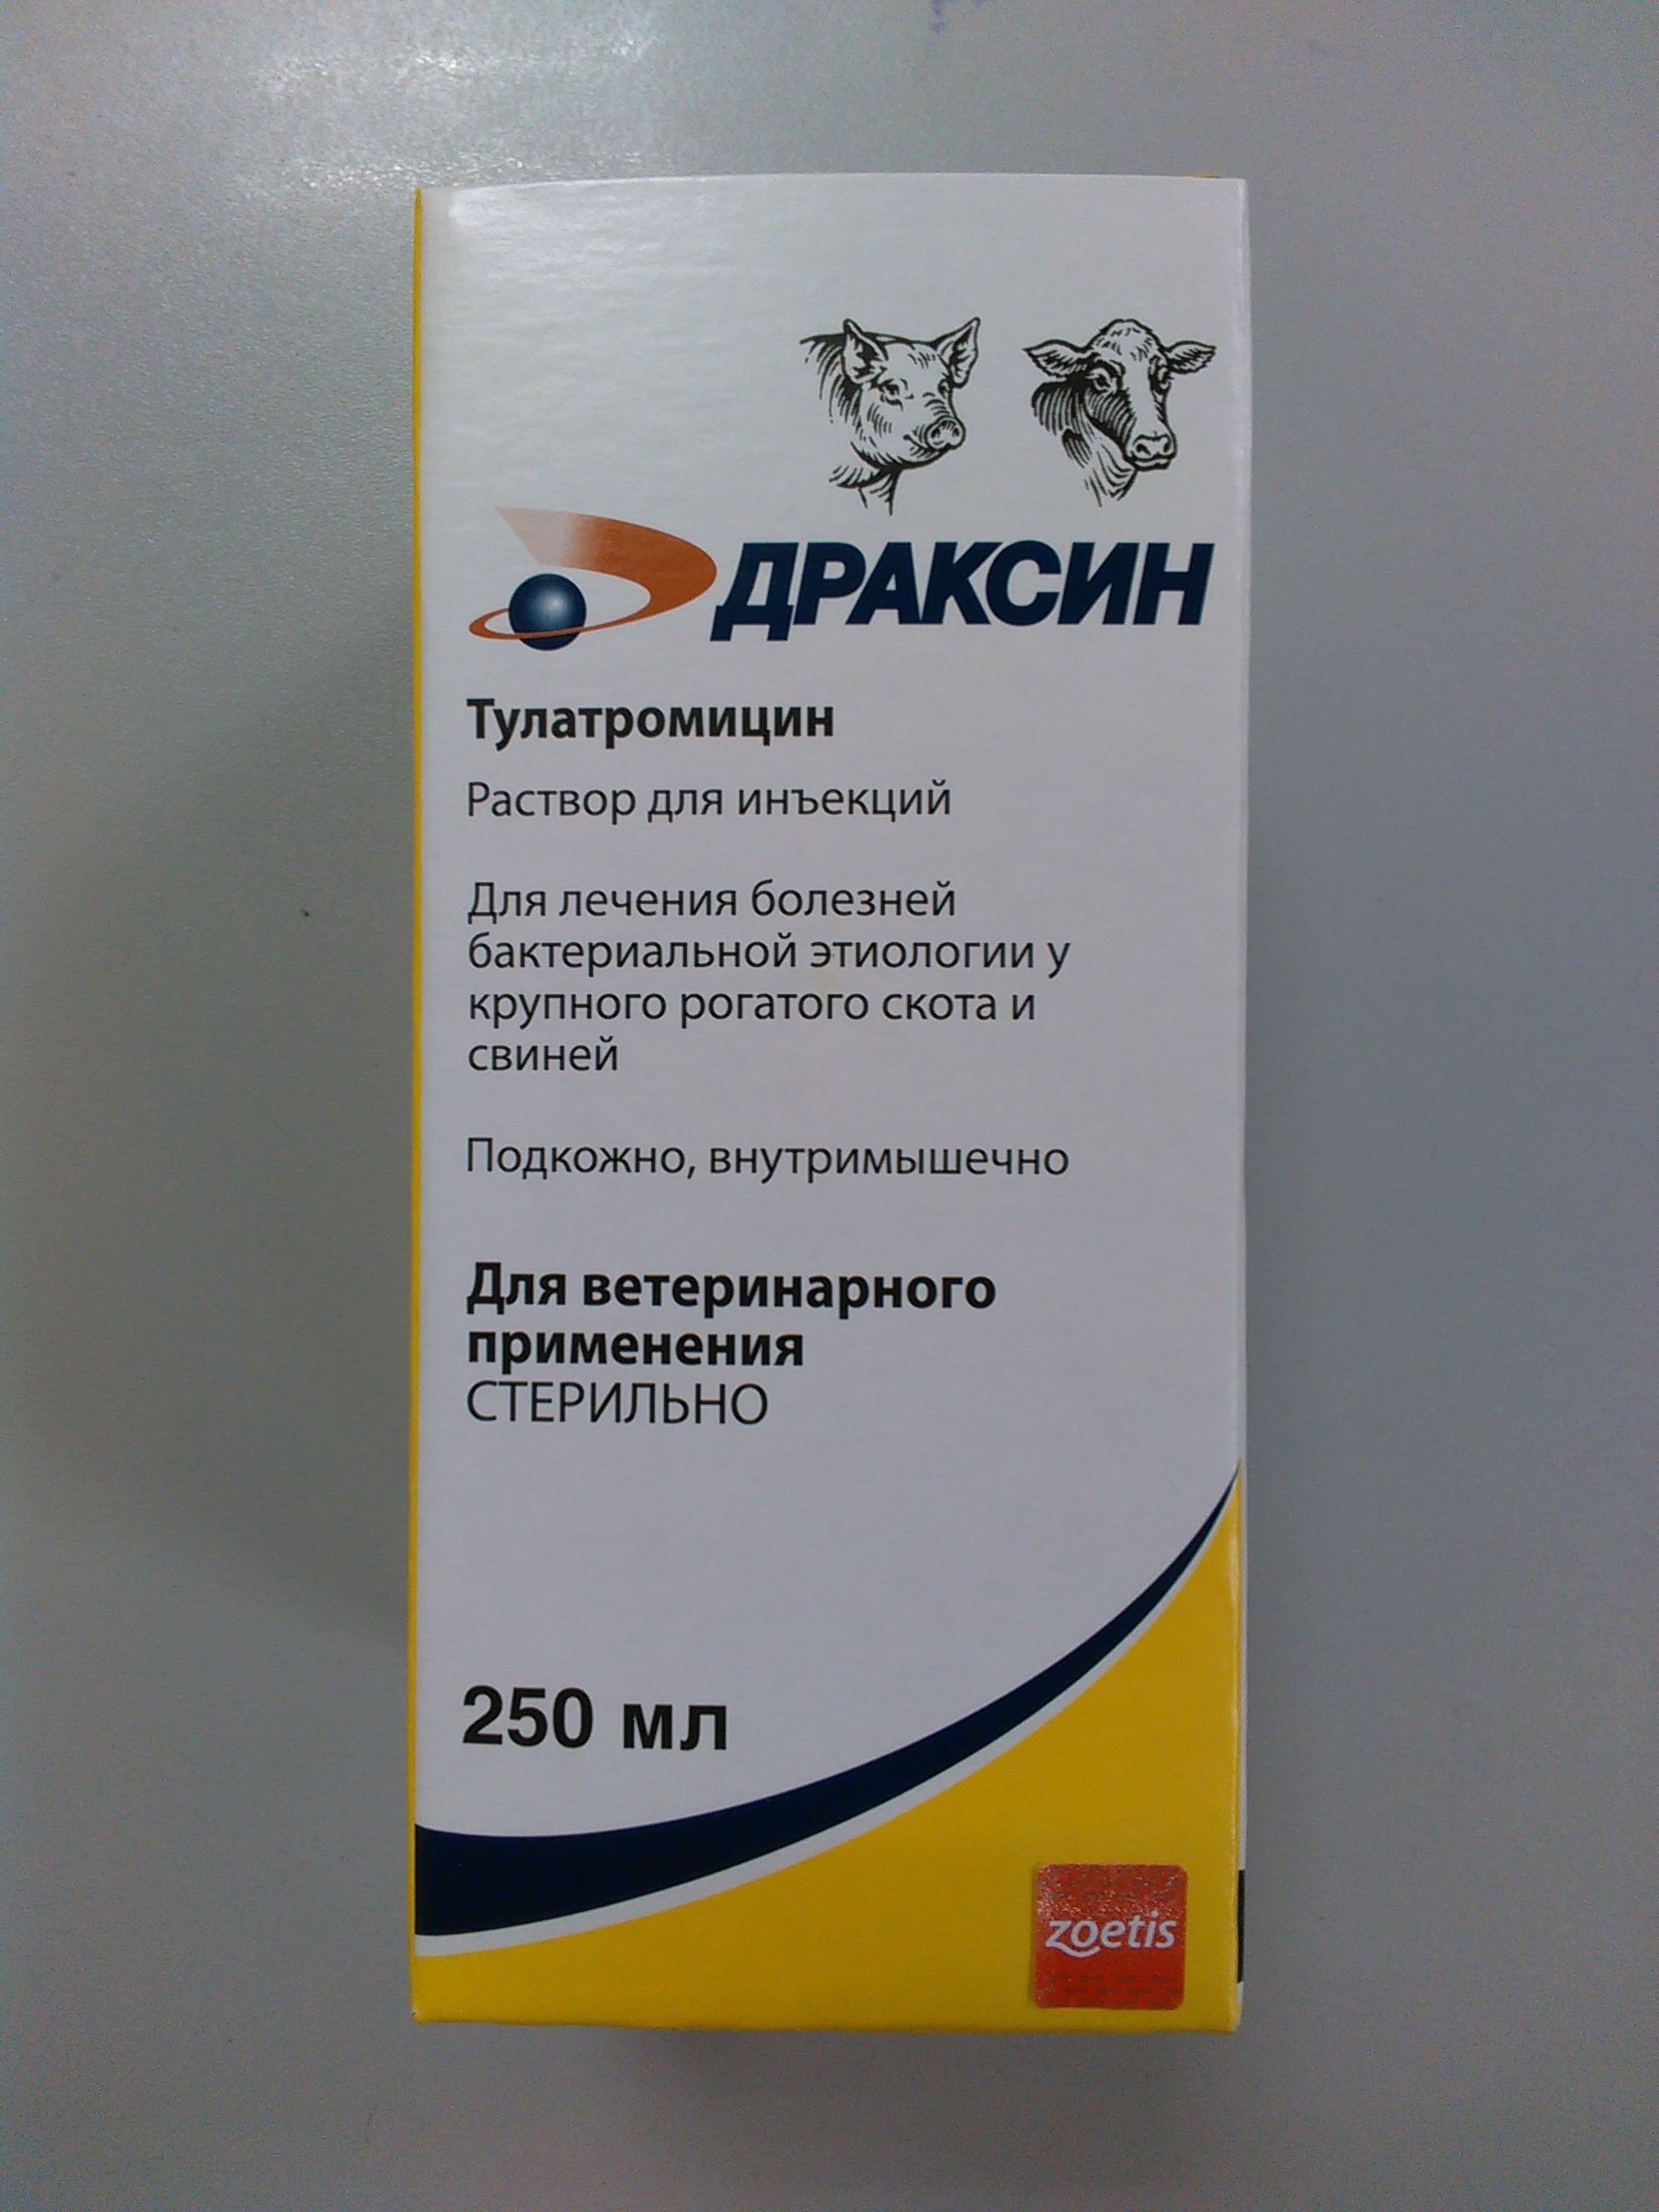 ДРАКСИН
Тулатромицин
Раствор для инъекций
Для лечения болезней
бактериальной этиологии у
крупного рогатого скота и
свиней
Подкожно, внутримышечно
Для ветеринарного
применения
СТЕРИЛЬНО
250 мл
zoetis